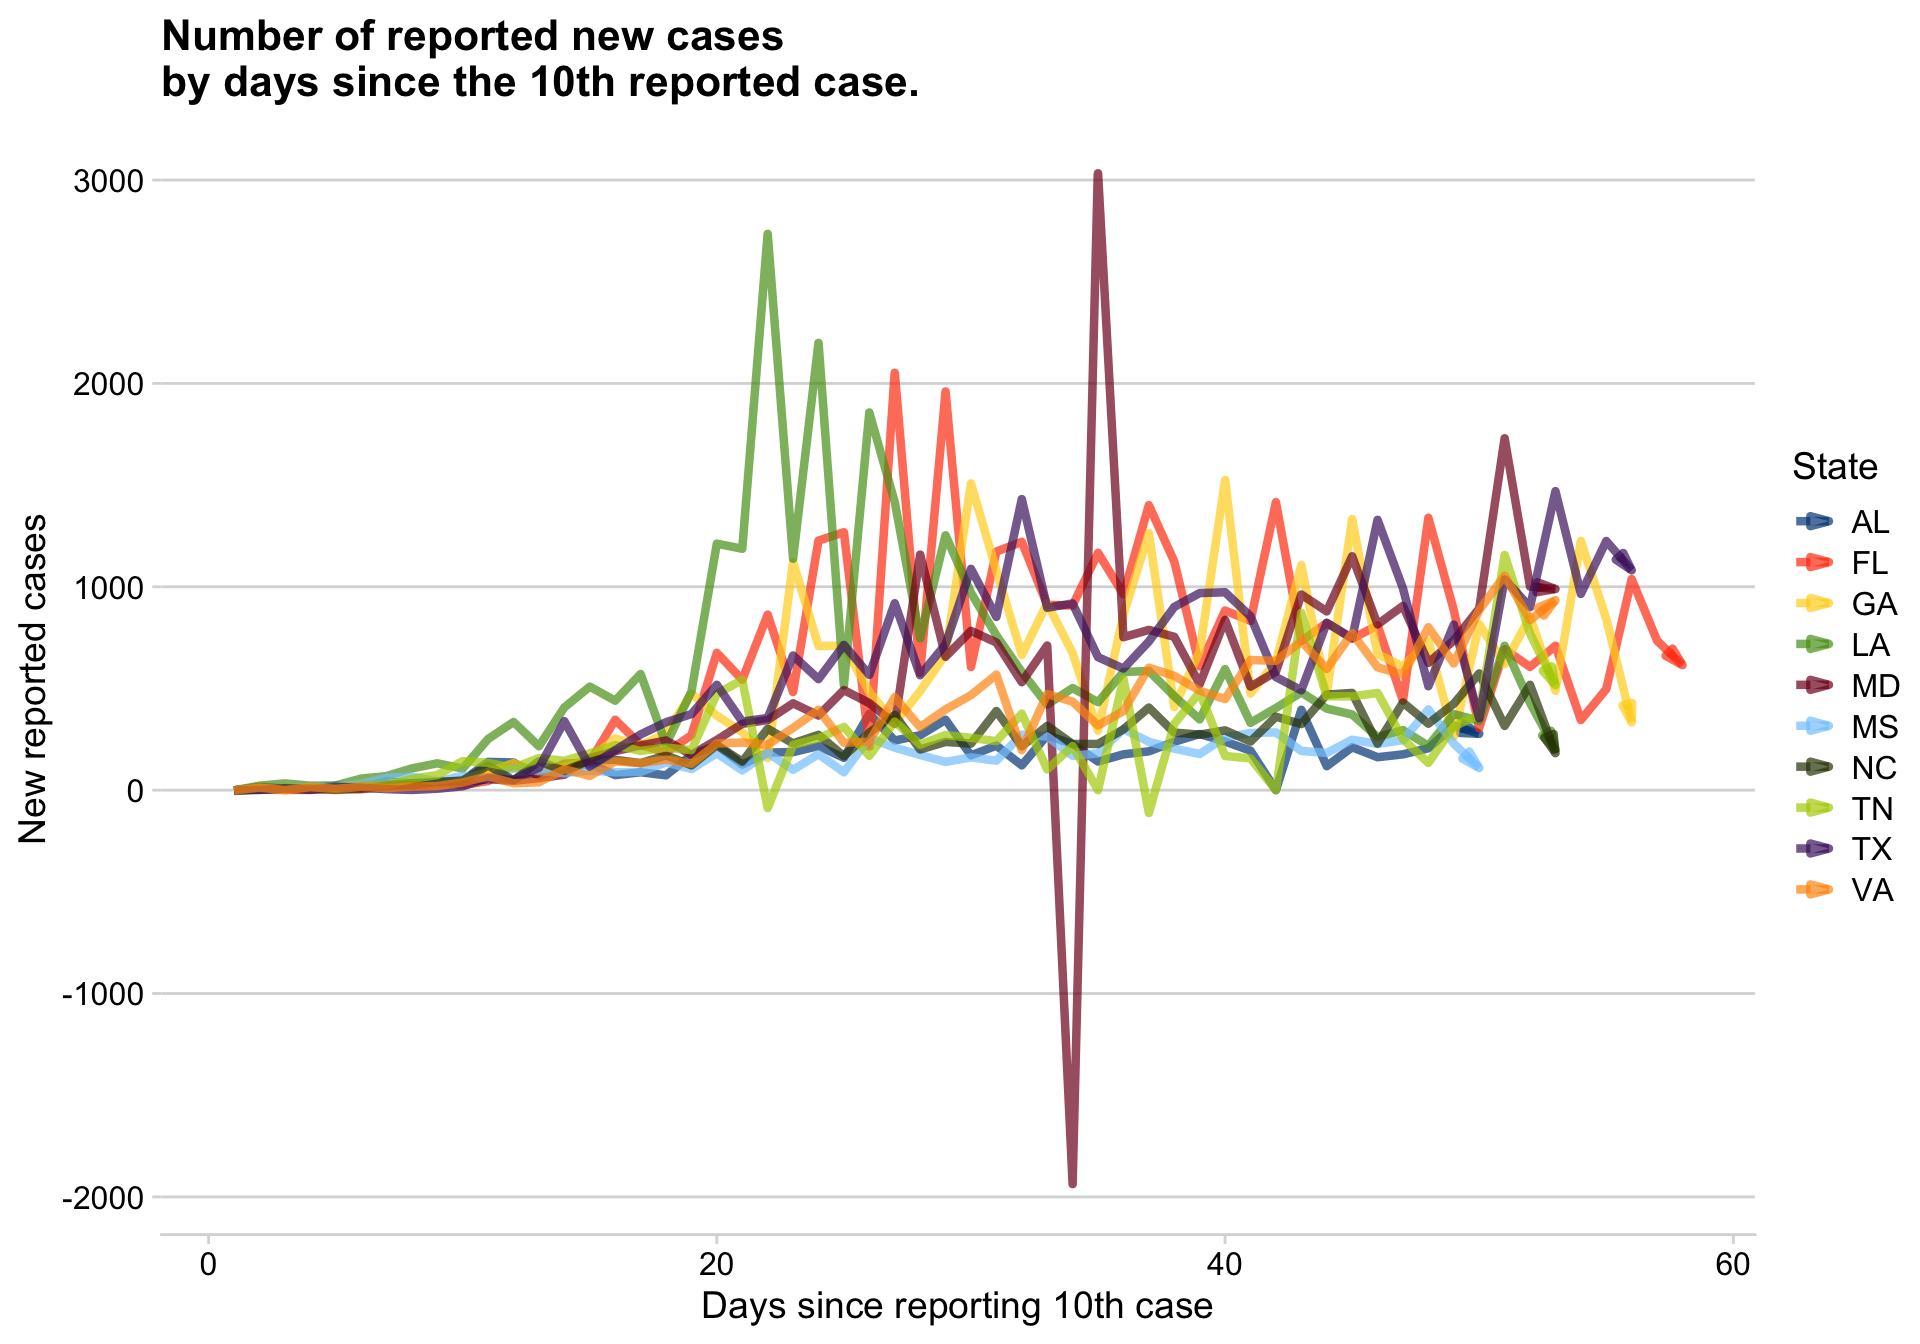 Number of reported new cases
by days since the 10th reported case.
3000
2000
1000
0
-1000
-2000
New reported cases
0
20
40
60
Days since reporting 10th case
State
AL
FL
GA
LA
MD
MS
NC
TN
TX
VA